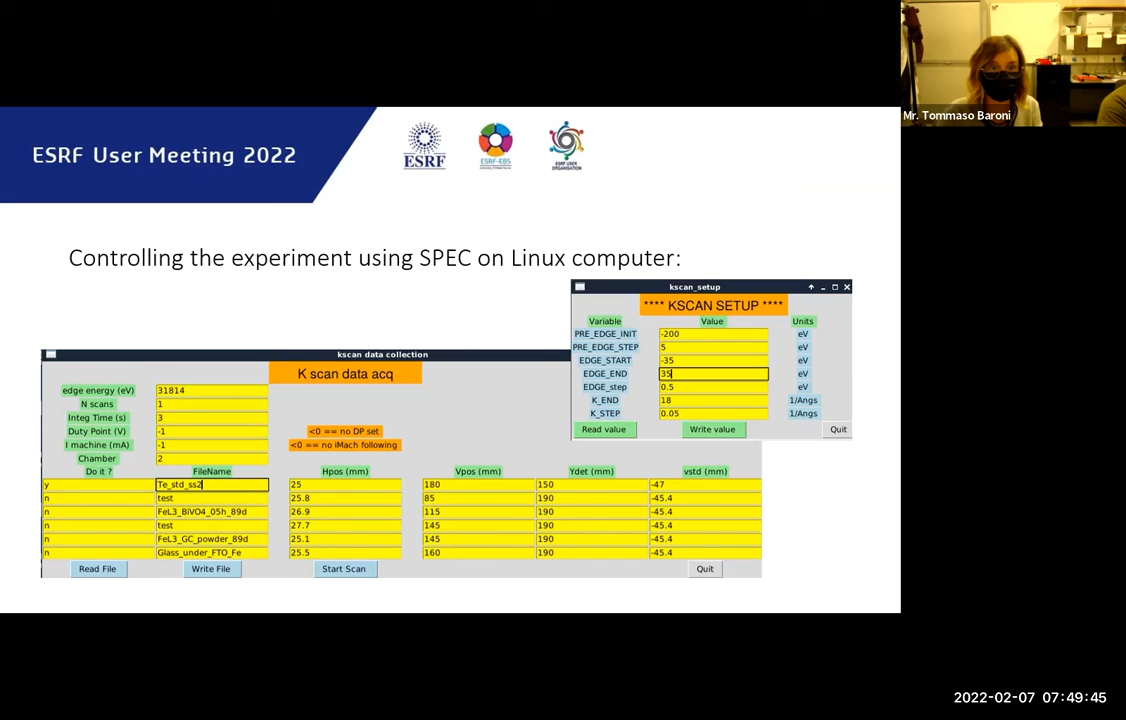 Mr. Tommaso Baroni
ESRF User Meeting 2022
ESRF
ESRF-EBS
ESRF USER
ORGANISATION
Controlling the experiment using SPEC on Linux computer:
kscan_setup
**** KSCAN SETUP ****
Variable Value Units
PRE_EDGE_INIT -200 eV
PRE_EDGE_STEP 5 eV
EDGE_START -35 eV
EDGE_END 35 eV
EDGE_step 0.5 eV
K_END 18 1/Angs
K_STEP 0.05 1/Angs
Read value Write value Quit
kscan data collection
K scan data acq
edge energy (eV) 31814
N scans 1
Integ Time (s) 3
Duty Point (V) -1 <0 == no DP set
I machine (mA) -1 <0 == no iMach following
Chamber 2
Do it ? FileName Hpos (mm) Vpos (mm) Ydet (mm) vstd (mm)
y Te_std_ss2 25 180 150 -47
n test 25.8 85 190 -45.4
n FeL3_BiVO4_05h_89d 26.9 115 190 -45.4
n test 27.7 145 190 -45.4
n FeL3_GC_powder_89d 25.1 145 190 -45.4
n Glass_under_FTO_Fe 25.5 160 190 -45.4
Read File Write File Start Scan Quit
2022-02-07 07:49:45